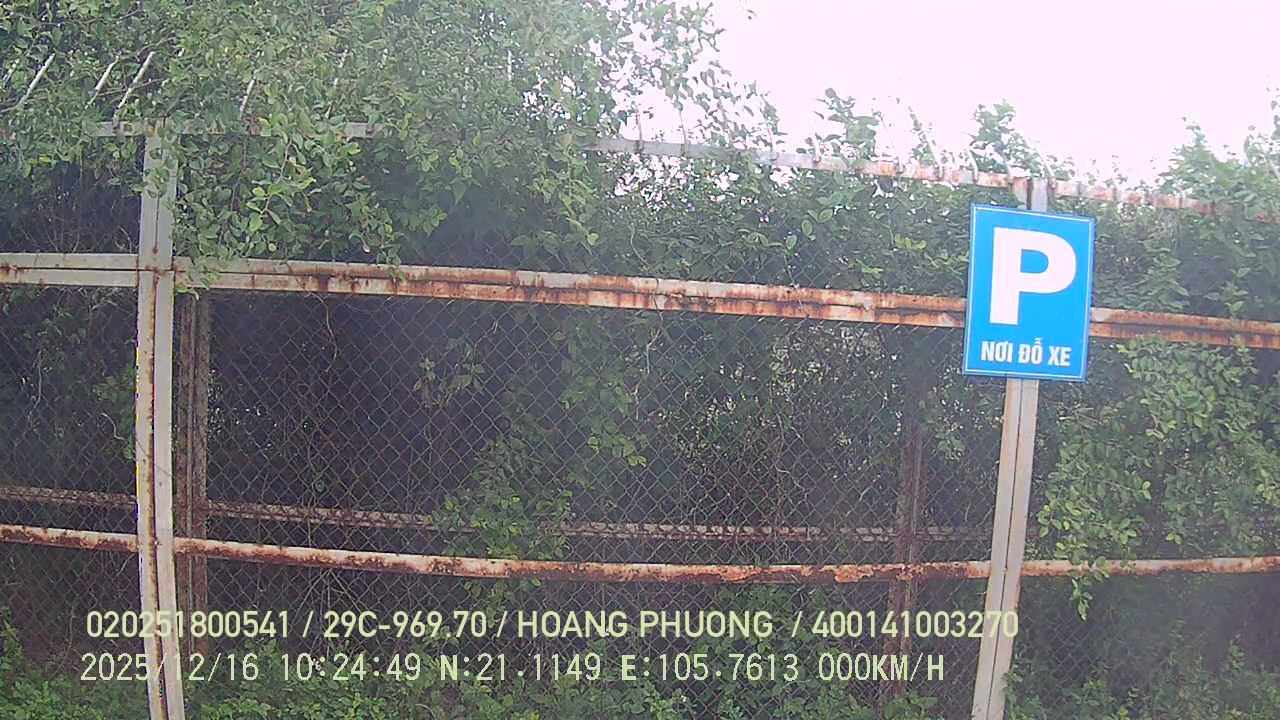 P
NƠI ĐỖ XE
020251800541 / 29C-969.70 / HOANG PHUONG / 400141003270
2025/12/16 10:24:49 N:21.1149 E:105.7613 000KM/H